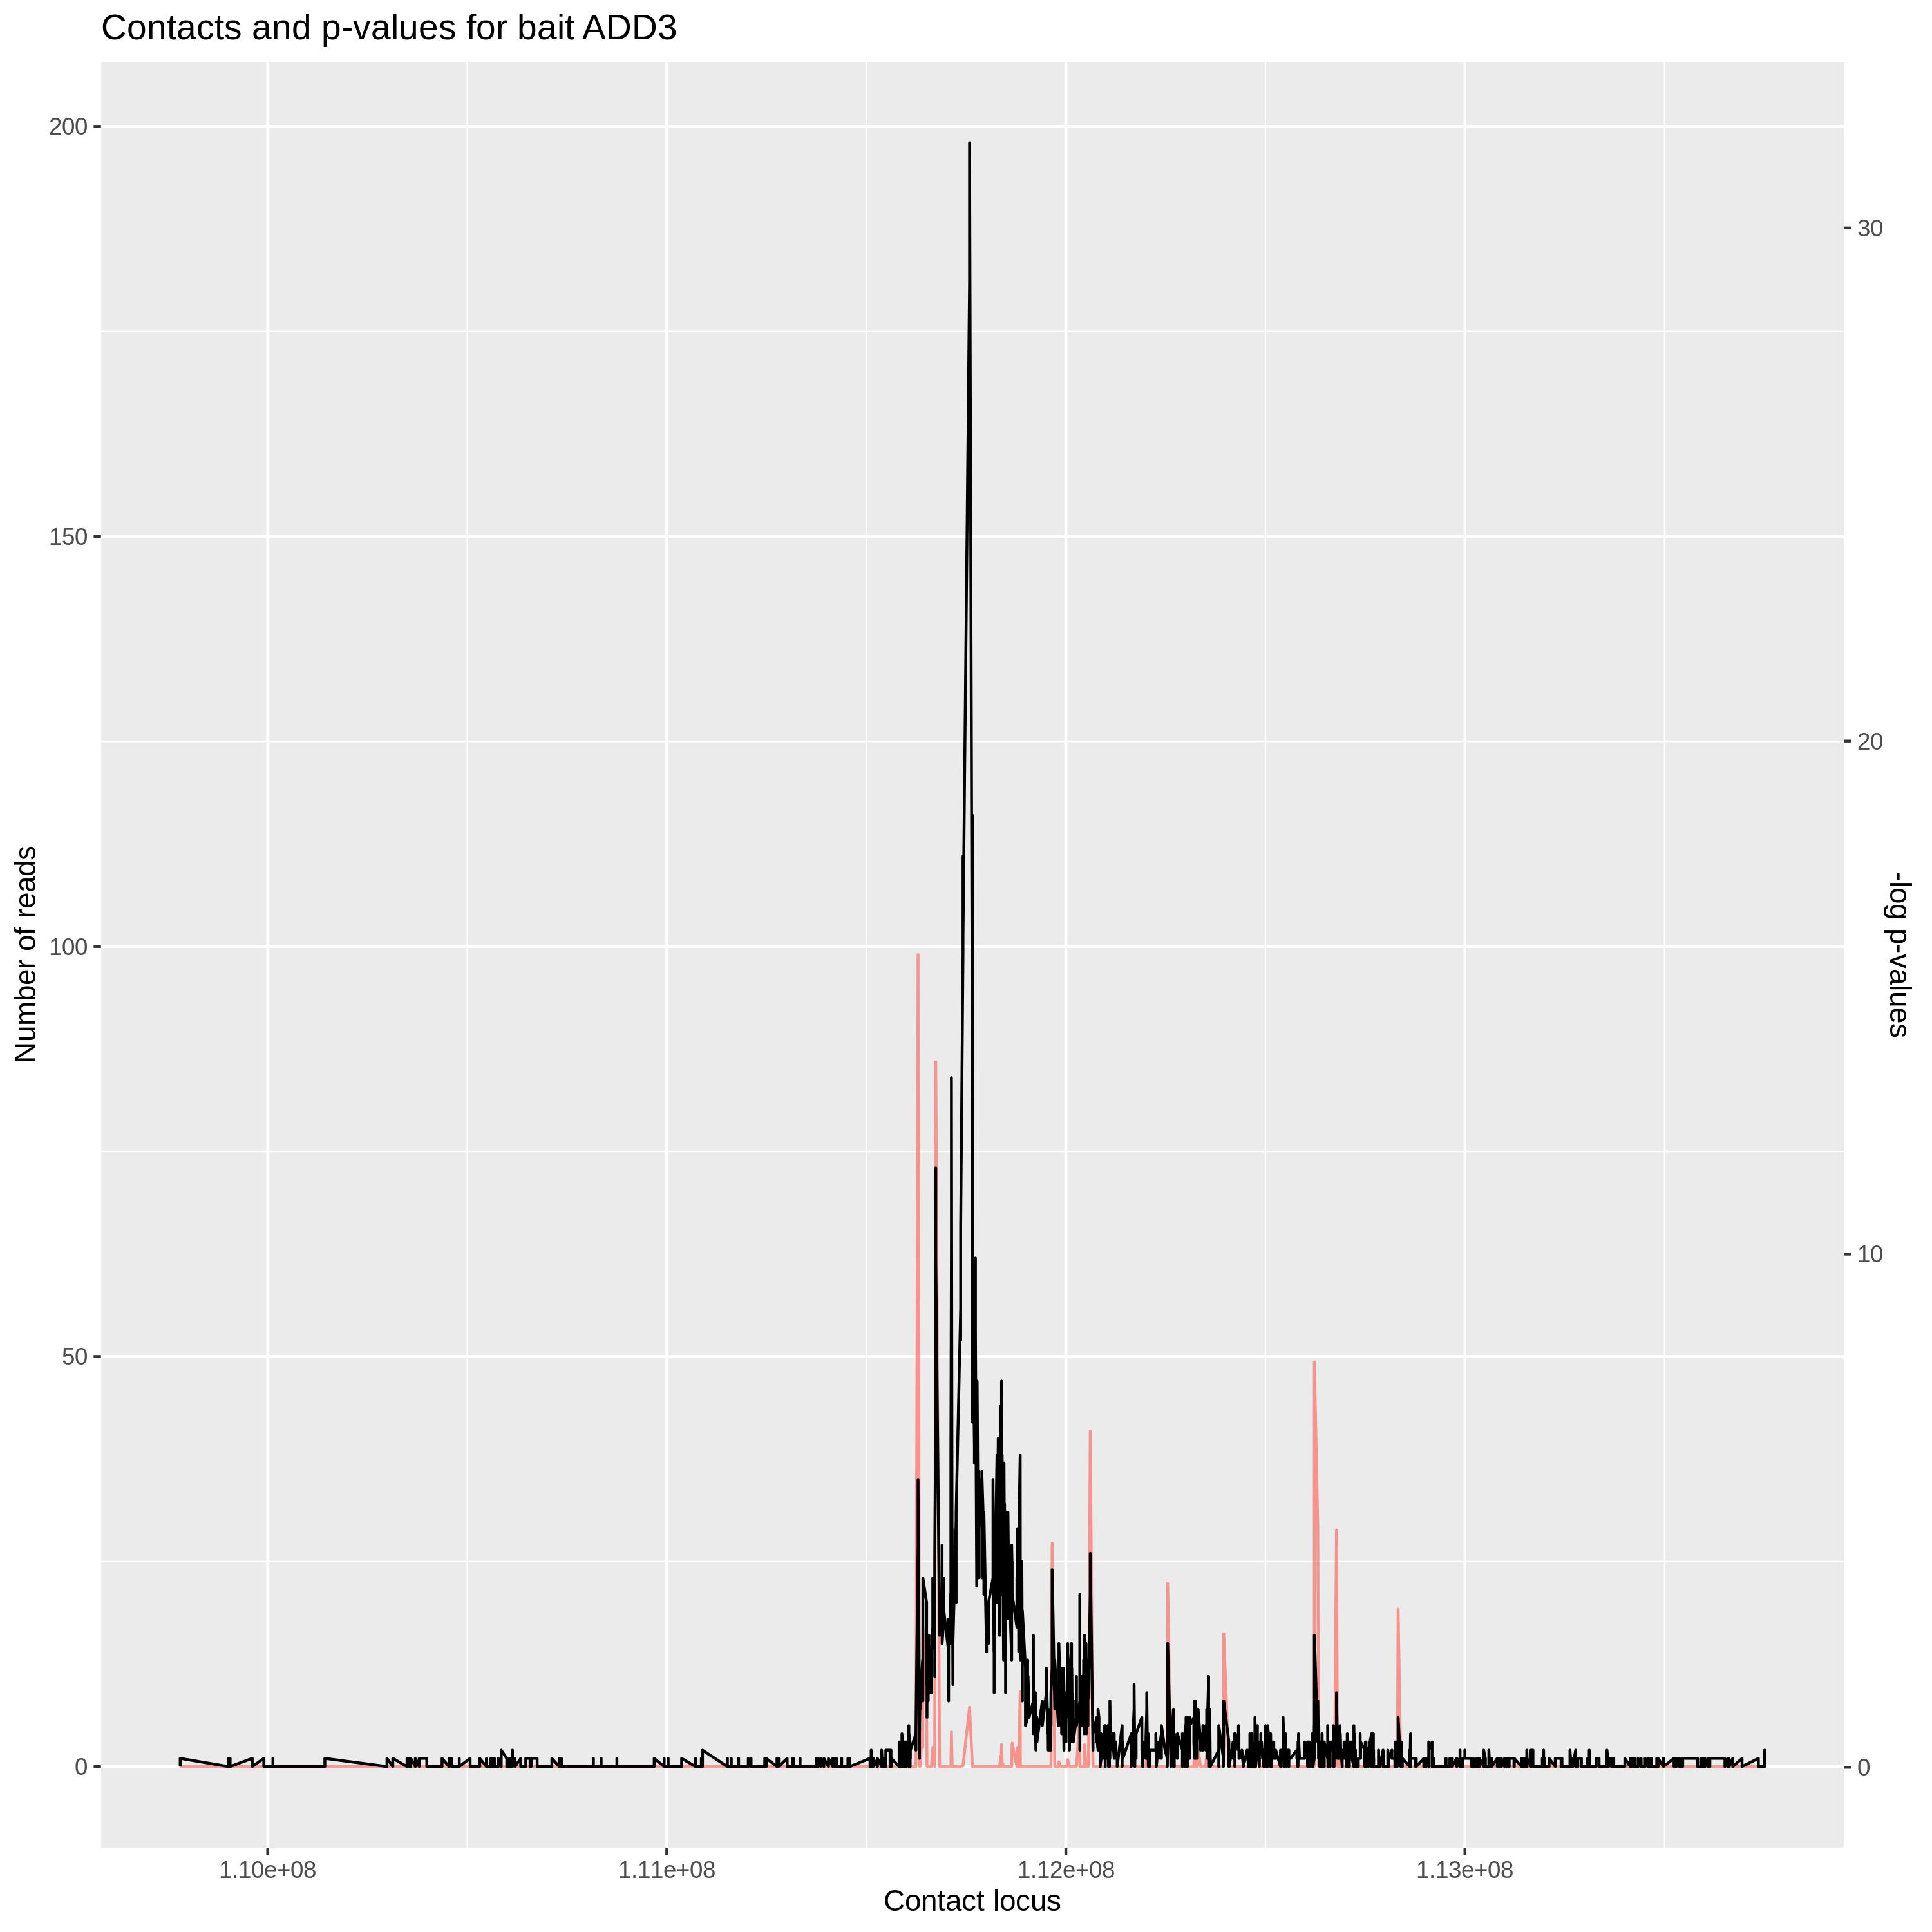 Contacts and p-values for bait ADD3
200
150
100
50
0
30
20
10
0
Number of reads
-log p-values
1.10e+08 1.11e+08 1.12e+08 1.13e+08
Contact locus